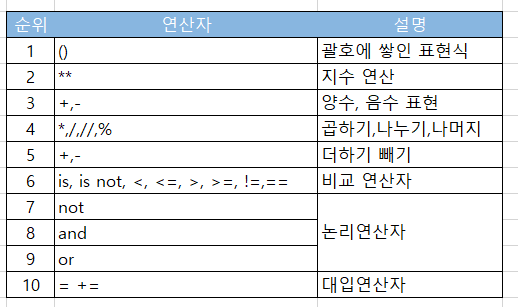 순위 연산자 설명
1 () 괄호에 쌓인 표현식
2 ** 지수 연산
3 +,- 양수, 음수 표현
4 *,/,//,% 곱하기,나누기,나머지
5 +,- 더하기 빼기
6 is, is not, <, <=, >, >=, !=,== 비교 연산자
7 not
8 and 논리연산자
9 or
10 = += 대입연산자